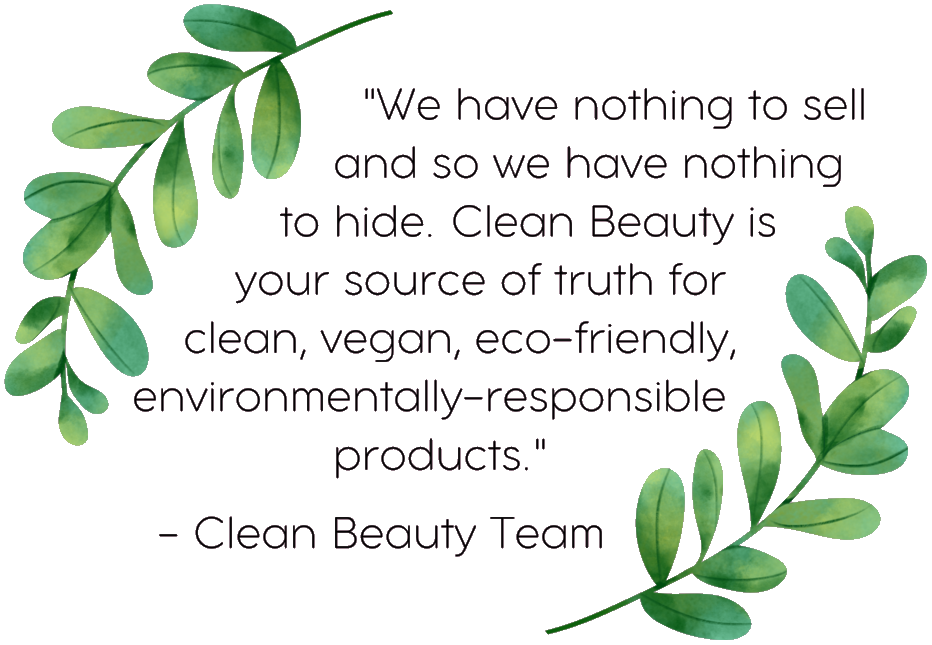 "We have nothing to sell
and so we have nothing
to hide. Clean Beauty is
your source of truth for
clean, vegan, eco-friendly,
environmentally-responsible
products."
- Clean Beauty Team